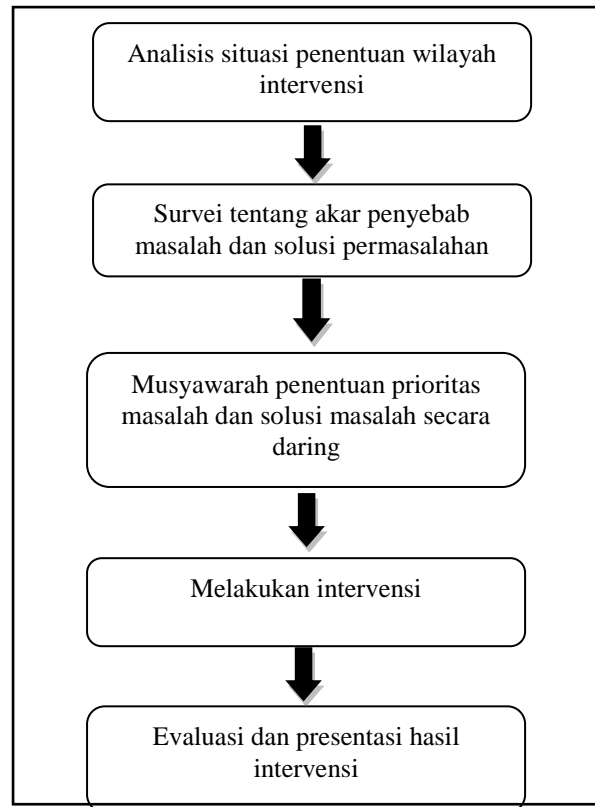 Analisis situasi penentuan wilayah
intervensi
Survei tentang akar penyebab
masalah dan solusi permasalahan
Musyawarah penentuan prioritas
masalah dan solusi masalah secara
daring
Melakukan intervensi
Evaluasi dan presentasi hasil
intervensi